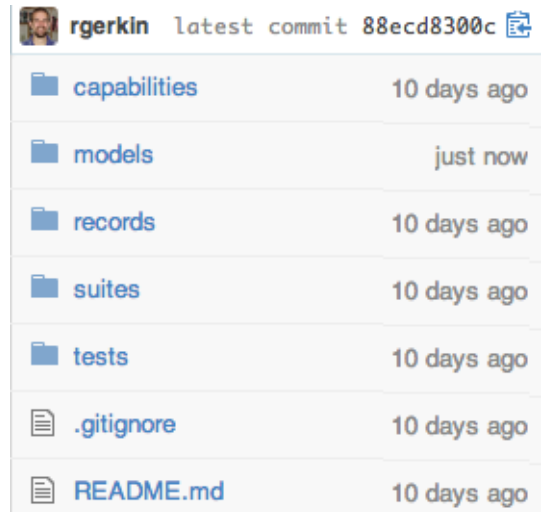 rgerkin latest commit 88ecd8300c
capabilities 10 days ago
models just now
records 10 days ago
suites 10 days ago
tests 10 days ago
.gitignore 10 days ago
README.md 10 days ago